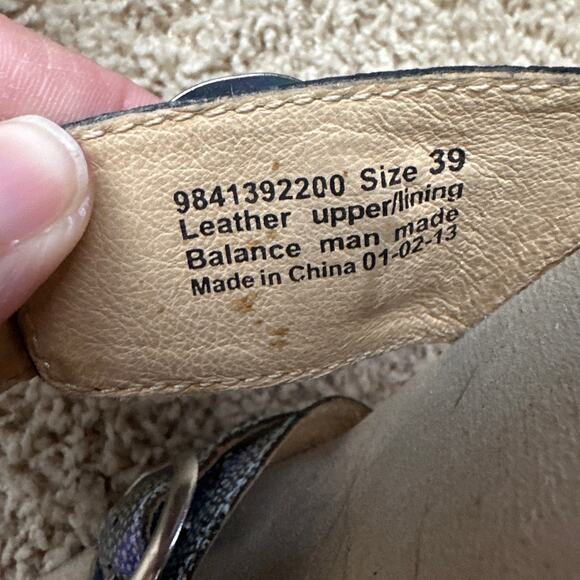 9841392200 Size 39
Leather upper/lining
Balance man made
Made in China 01-02-13